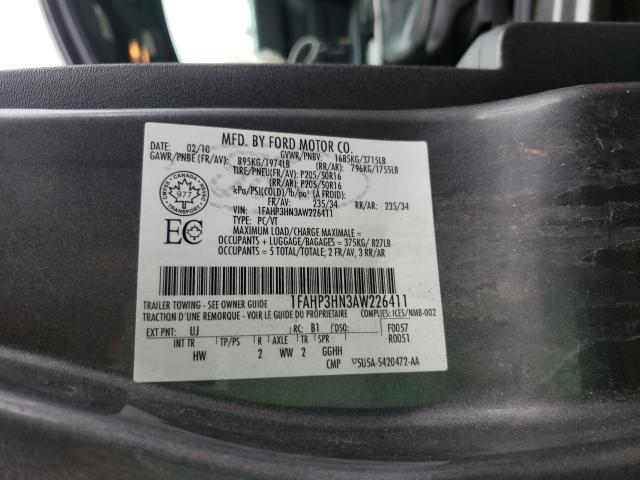 MFD. BY FORD MOTOR CO.
DATE: 02/10 GVWR/PNBV: 1685KG/3715LB
GAWR/PNBE (FR/AV): 895KG/1974LB (RR/AR): 796KG/1755LB
TIRE/PNEU(FR/AV): P205/50R16
(RR/AR): P205/50R16
kPa/PSI(COLD)/lb/po² (À FROID):
FR/AV: 235/34 RR/AR: 235/34
VIN: 1FAHP3HN3AW226411
TYPE: PC/VT
MAXIMUM LOAD/CHARGE MAXIMALE =
OCCUPANTS + LUGGAGE/BAGAGES = 375KG/ 827LB
OCCUPANTS = 5 TOTAL/TOTALE; 2 FR/AV, 3 RR/AR
CANADA
977
TRANSPORT
EC
1FAHP3HN3AW226411
TRAILER TOWING - SEE OWNER GUIDE
TRACTION D'UNE REMORQUE - VOIR LE GUIDE DU PROPRIÉTAIRE COMPLIES: ICES/NMB-002
EXT PNT: UJ RC: B1 DSO: F0057
INT TR TP/PS R AXLE TR SPR R0051
HW 2 WW 2 GGHH
CMP 5U5A-5420472-AA